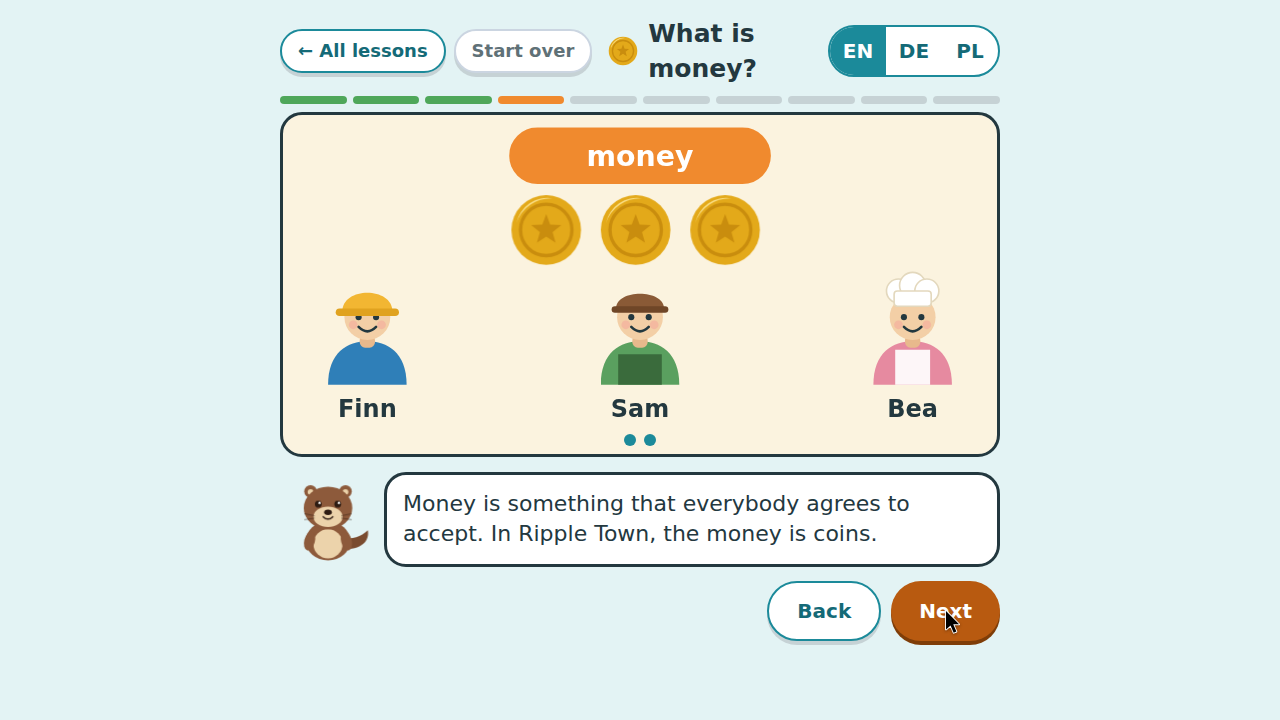 ← All lessons
Start over
What is
money?
EN DE PL
money
Finn
Sam
Bea
Money is something that everybody agrees to
accept. In Ripple Town, the money is coins.
Back
Next